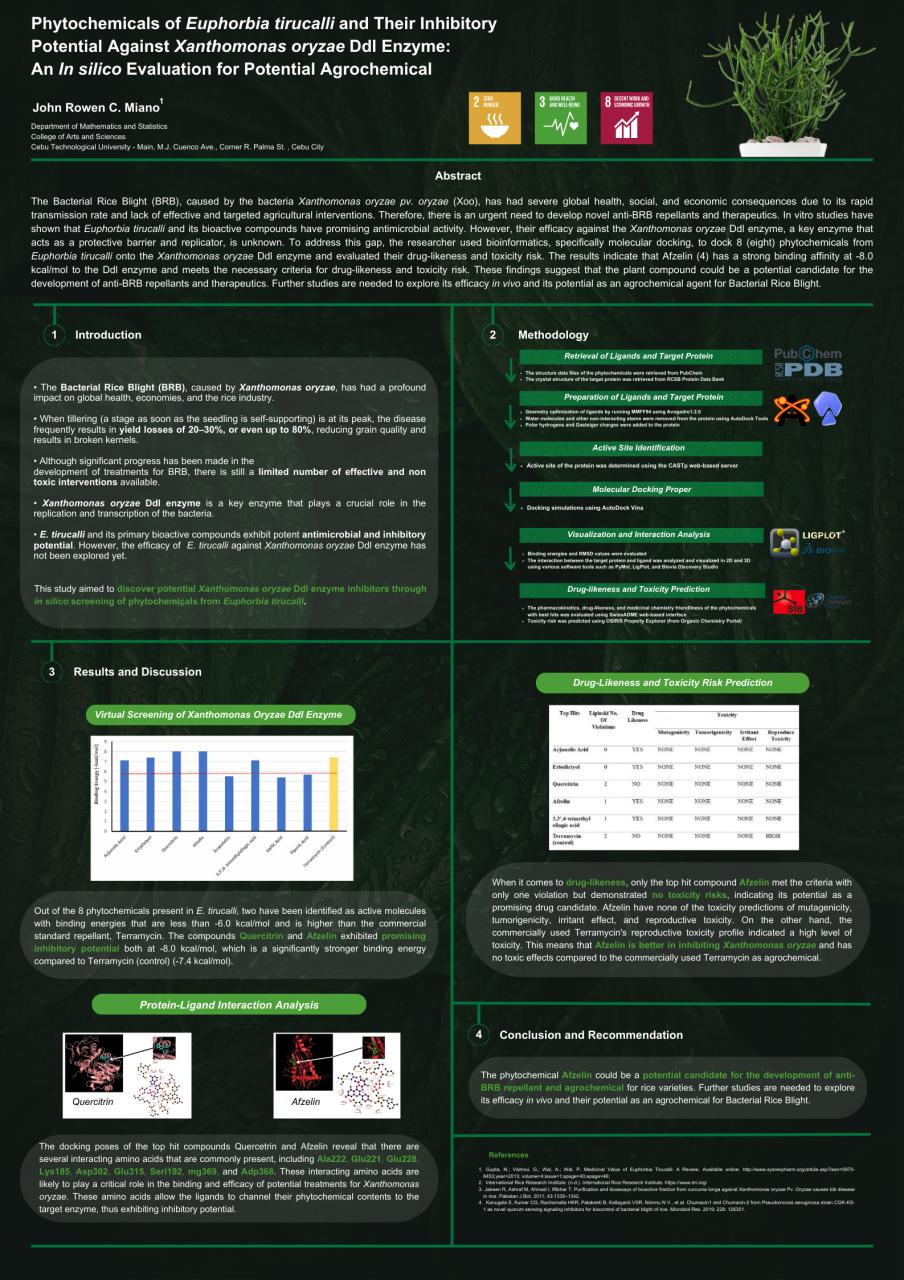 Phytochemicals of Euphorbia tirucalli and Their Inhibitory
Potential Against Xanthomonas oryzae Ddl Enzyme:
An In silico Evaluation for Potential Agrochemical
John Rowen C. Miano1
Department of Mathematics and Statistics
College of Arts and Sciences
Cebu Technological University - Main, M.J. Cuenco Ave., Corner R. Palma St. , Cebu City
2 ZERO HUNGER
3 GOOD HEALTH AND WELL-BEING
8 DECENT WORK AND ECONOMIC GROWTH
Abstract
The Bacterial Rice Blight (BRB), caused by the bacteria Xanthomonas oryzae pv. oryzae (Xoo), has had severe global health, social, and economic consequences due to its rapid
transmission rate and lack of effective and targeted agricultural interventions. Therefore, there is an urgent need to develop novel anti-BRB repellants and therapeutics. In vitro studies have
shown that Euphorbia tirucalli and its bioactive compounds have promising antimicrobial activity. However, their efficacy against the Xanthomonas oryzae Ddl enzyme, a key enzyme that
acts as a protective barrier and replicator, is unknown. To address this gap, the researcher used bioinformatics, specifically molecular docking, to dock 8 (eight) phytochemicals from
Euphorbia tirucalli onto the Xanthomonas oryzae Ddl enzyme and evaluated their drug-likeness and toxicity risk. The results indicate that Afzelin (4) has a strong binding affinity at -8.0
kcal/mol to the Ddl enzyme and meets the necessary criteria for drug-likeness and toxicity risk. These findings suggest that the plant compound could be a potential candidate for the
development of anti-BRB repellants and therapeutics. Further studies are needed to explore its efficacy in vivo and its potential as an agrochemical agent for Bacterial Rice Blight.
1 Introduction
• The Bacterial Rice Blight (BRB), caused by Xanthomonas oryzae, has had a profound
impact on global health, economies, and the rice industry.
• When tillering (a stage as soon as the seedling is self-supporting) is at its peak, the disease
frequently results in yield losses of 20–30%, or even up to 80%, reducing grain quality and
results in broken kernels.
• Although significant progress has been made in the
development of treatments for BRB, there is still a limited number of effective and non
toxic interventions available.
• Xanthomonas oryzae Ddl enzyme is a key enzyme that plays a crucial role in the
replication and transcription of the bacteria.
• E. tirucalli and its primary bioactive compounds exhibit potent antimicrobial and inhibitory
potential. However, the efficacy of E. tirucalli against Xanthomonas oryzae Ddl enzyme has
not been explored yet.
This study aimed to discover potential Xanthomonas oryzae Ddl enzyme inhibitors through
in silico screening of phytochemicals from Euphorbia tirucalli.
2 Methodology
Retrieval of Ligands and Target Protein
• The structure data files of the phytochemicals were retrieved from PubChem
• The crystal structure of the target protein was retrieved from RCSB Protein Data Bank
PubChem
RCSB PDB
Preparation of Ligands and Target Protein
• Geometry optimization of ligands by running MMFF94 using Avogadro1.2.0
• Water molecules and other non-interacting atoms were removed from the protein using AutoDock Tools
• Polar hydrogens and Gasteiger charges were added to the protein
Active Site Identification
• Active site of the protein was determined using the CASTp web-based server
Molecular Docking Proper
• Docking simulations using AutoDock Vina
Visualization and Interaction Analysis
• Binding energies and RMSD values were evaluated
• The interaction between the target protein and ligand was analyzed and visualized in 2D and 3D
using various software tools such as PyMol, LigPlot, and Biovia Discovery Studio
LIGPLOT+
BIOVIA
Drug-likeness and Toxicity Prediction
• The pharmacokinetics, drug-likeness, and medicinal chemistry friendliness of the phytochemicals
with best hits was evaluated using SwissADME web-based interface
• Toxicity risk was predicted using OSIRIS Property Explorer (from Organic Chemistry Portal)
SIB
3 Results and Discussion
Virtual Screening of Xanthomonas Oryzae Ddl Enzyme
Binding Energy [-kcal/mol]
9
8
7
6
5
4
3
2
1
0
Arjunolic Acid
Eriodictyol
Quercitrin
Afzelin
Scopoletin
3,3',4-trimethylellagic acid
Gallic Acid
Piperic Acid
Terramycin (Control)
Out of the 8 phytochemicals present in E. tirucalli, two have been identified as active molecules
with binding energies that are less than -6.0 kcal/mol and is higher than the commercial
standard repellant, Terramycin. The compounds Quercitrin and Afzelin exhibited promising
inhibitory potential both at -8.0 kcal/mol, which is a significantly stronger binding energy
compared to Terramycin (control) (-7.4 kcal/mol).
Protein-Ligand Interaction Analysis
Quercitrin
Afzelin
The docking poses of the top hit compounds Quercetrin and Afzelin reveal that there are
several interacting amino acids that are commonly present, including Ala222, Glu221, Glu228,
Lys185, Asp302, Glu315, Seri192, mg369, and Adp368. These interacting amino acids are
likely to play a critical role in the binding and efficacy of potential treatments for Xanthomonas
oryzae. These amino acids allow the ligands to channel their phytochemical contents to the
target enzyme, thus exhibiting inhibitory potential.
Drug-Likeness and Toxicity Risk Prediction
Top Hits Lipinski No. Of Violations Drug Likeness Toxicity
Mutagenicity Tumorigenicity Irritant Effect Reproduce Toxicity
Arjunolic Acid 0 YES NONE NONE NONE NONE
Eriodictyol 0 YES NONE NONE NONE NONE
Quercitrin 2 NO NONE NONE NONE NONE
Afzelin 1 YES NONE NONE NONE NONE
3,3',4-trimethyl ellagic acid 1 YES NONE NONE NONE NONE
Terramycin (control) 2 NO NONE NONE NONE HIGH
When it comes to drug-likeness, only the top hit compound Afzelin met the criteria with
only one violation but demonstrated no toxicity risks, indicating its potential as a
promising drug candidate. Afzelin have none of the toxicity predictions of mutagenicity,
tumorigenicity, irritant effect, and reproductive toxicity. On the other hand, the
commercially used Terramycin's reproductive toxicity profile indicated a high level of
toxicity. This means that Afzelin is better in inhibiting Xanthomonas oryzae and has
no toxic effects compared to the commercially used Terramycin as agrochemical.
4 Conclusion and Recommendation
The phytochemical Afzelin could be a potential candidate for the development of anti-
BRB repellant and agrochemical for rice varieties. Further studies are needed to explore
its efficacy in vivo and their potential as an agrochemical for Bacterial Rice Blight.
References
1. Gupta, N.; Vishnoi, G.; Wal, A.; Wal, P. Medicinal Value of Euphorbia Tirucalli: A Review. Available online: http://www.sysrevpharm.org/article.asp?issn=0975-
8453;year=2013; volume=4;issue=1;spage=40;epage=46;
2. International Rice Research Institute. (n.d.). International Rice Research Institute. https://www.irri.org/
3. Jabeen R, Ashraf M, Ahmad I, Iftikhar T. Purification and bioassays of bioactive fraction from curcuma longa against Xanthomonas oryzae Pv. Oryzae causes blb disease
in rice. Pakistan J Bot. 2011; 43:1335–1342.
4. Kanugala S, Kumar CG, Rachamalla HKR, Palakeeti B, Kallaganti VSR, Nimmu N.V., et al. Chumacin1 and Chumacin-2 from Pseudomonas aeruginosa strain CGK-KS-
1 as novel quorum sensing signaling inhibitors for biocontrol of bacterial blight of rice. Microbiol Res. 2019; 228: 126301.